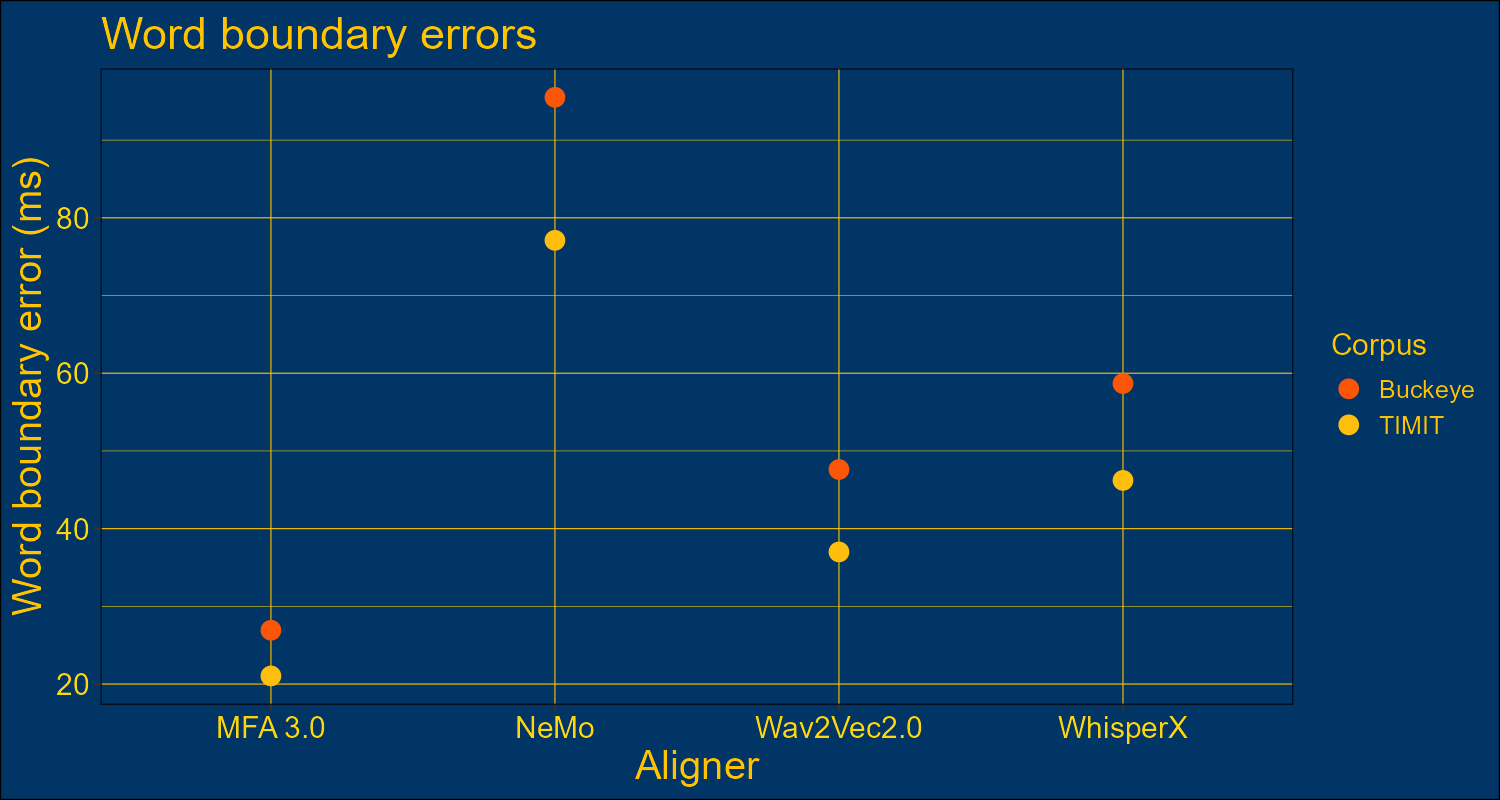 Word boundary errors
Word boundary error (ms)
80
60
40
20
MFA 3.0
NeMo
Wav2Vec2.0
WhisperX
Aligner
Corpus
Buckeye
TIMIT